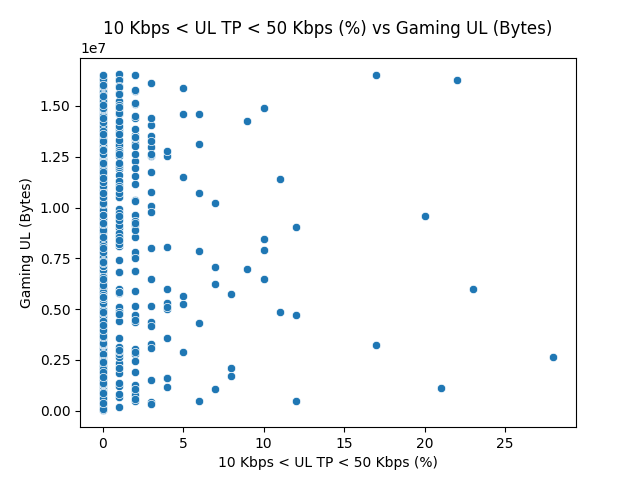 10 Kbps < UL TP < 50 Kbps (%) vs Gaming UL (Bytes)
1e7
1.50
1.25
1.00
0.75
0.50
0.25
0.00
Gaming UL (Bytes)
0 5 10 15 20 25
10 Kbps < UL TP < 50 Kbps (%)